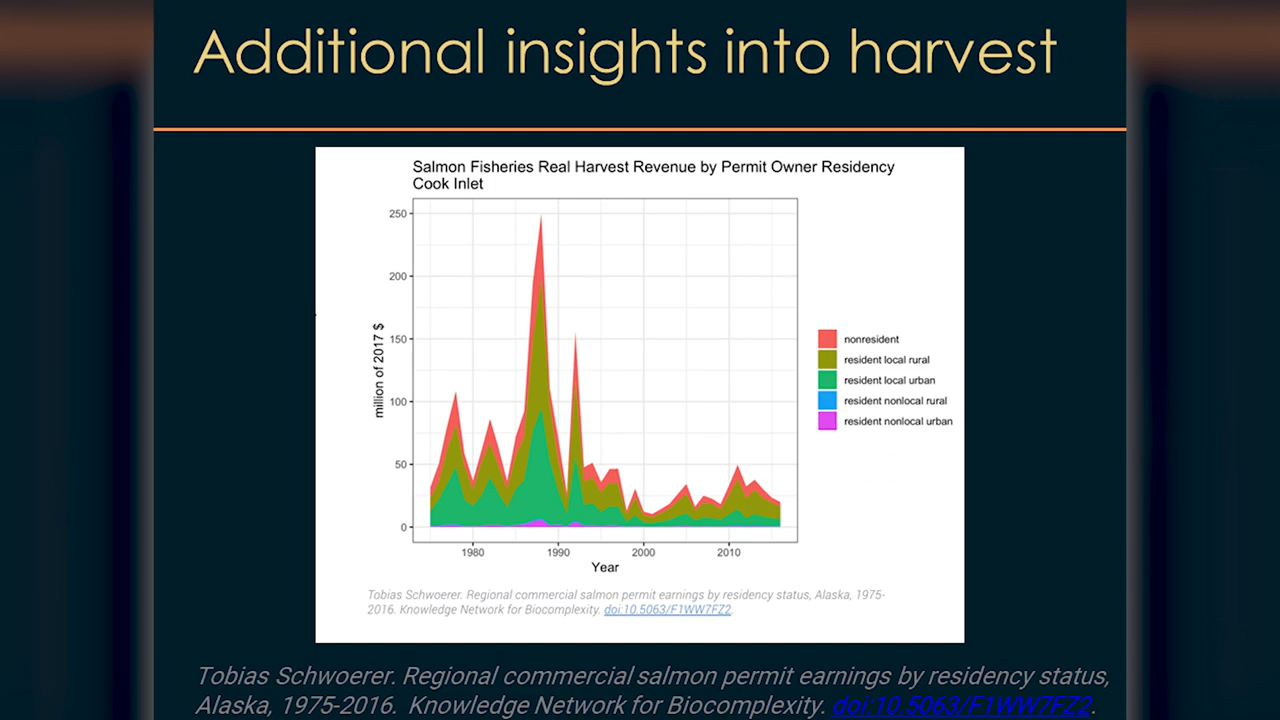 Additional insights into harvest
Salmon Fisheries Real Harvest Revenue by Permit Owner Residency
Cook Inlet
250
200
150
100
50
0
million of 2017 $
1980 1990 2000 2010
Year
nonresident
resident local rural
resident local urban
resident nonlocal rural
resident nonlocal urban
Tobias Schwoerer. Regional commercial salmon permit earnings by residency status, Alaska, 1975-
2016. Knowledge Network for Biocomplexity. doi:10.5063/F1WW7FZ2.
Tobias Schwoerer. Regional commercial salmon permit earnings by residency status,
Alaska, 1975-2016. Knowledge Network for Biocomplexity. doi:10.5063/F1WW7FZ2.